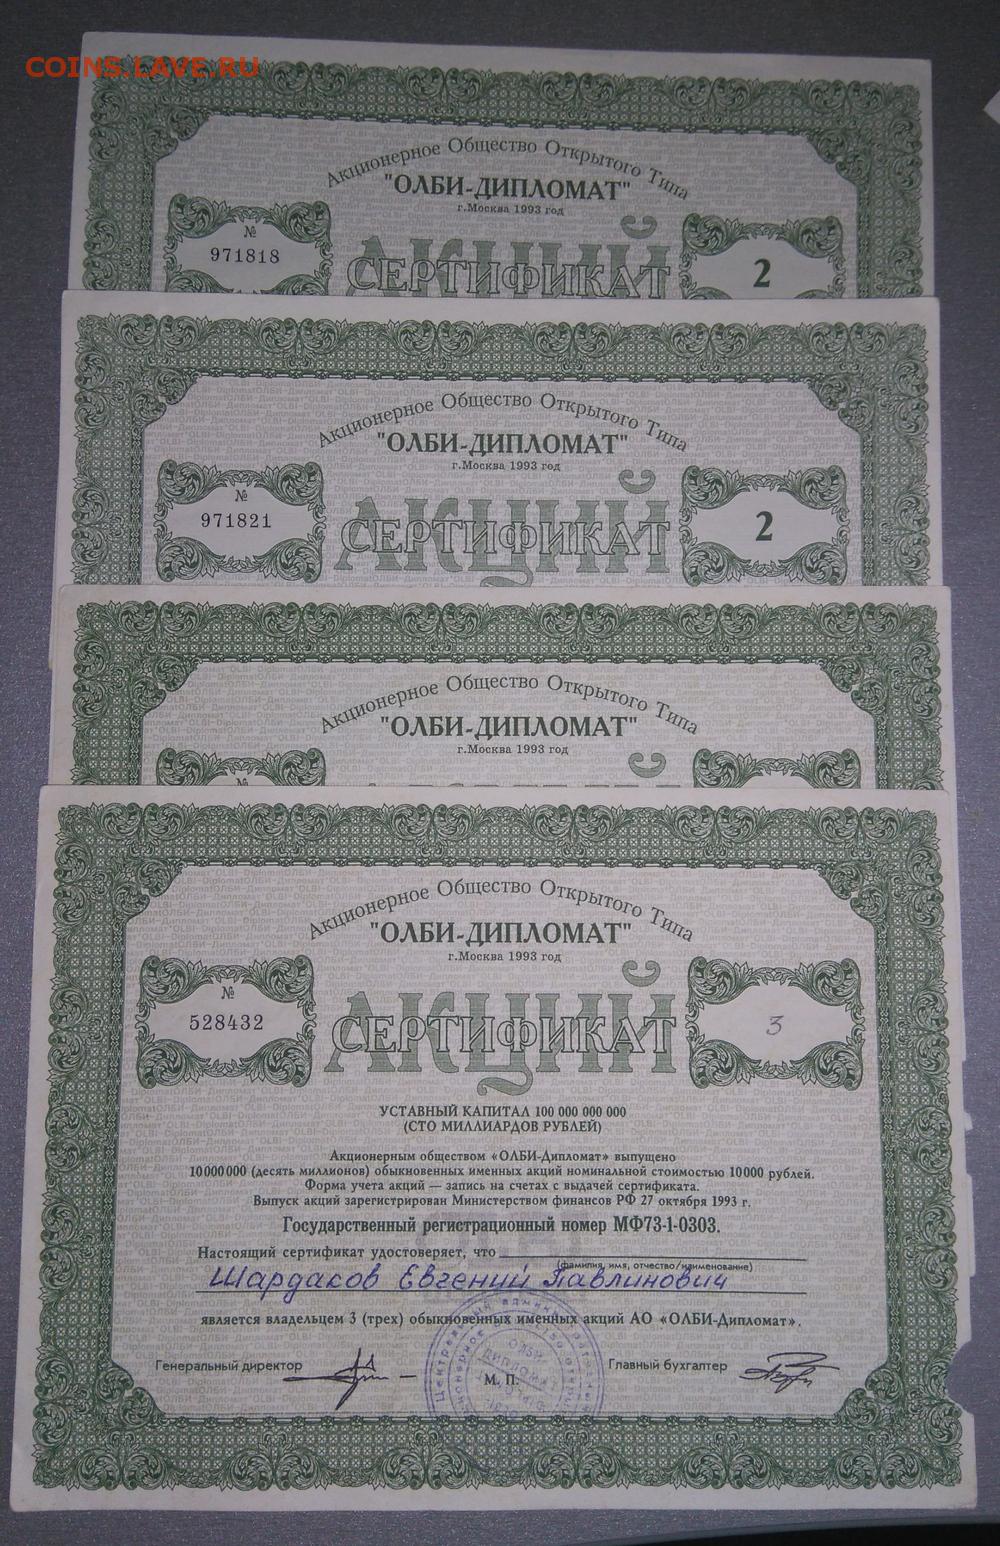 COINS.LAVE.RU
Акционерное Общество Открытого Типа
"ОЛБИ-ДИПЛОМАТ"
г.Москва 1993 год
№
971818
СЕРТИФИКАТ
АКЦИЙ
2
Акционерное Общество Открытого Типа
"ОЛБИ-ДИПЛОМАТ"
г.Москва 1993 год
№
971821
СЕРТИФИКАТ
АКЦИЙ
2
Акционерное Общество Открытого Типа
"ОЛБИ-ДИПЛОМАТ"
г.Москва 1993 год
№
Акционерное Общество Открытого Типа
"ОЛБИ-ДИПЛОМАТ"
г.Москва 1993 год
№
528432
СЕРТИФИКАТ
АКЦИЙ
3
УСТАВНЫЙ КАПИТАЛ 100 000 000 000
(СТО МИЛЛИАРДОВ РУБЛЕЙ)
Акционерным обществом «ОЛБИ-Дипломат» выпущено
10 000 000 (десять миллионов) обыкновенных именных акций номинальной стоимостью 10 000 рублей.
Форма учета акций — запись на счетах с выдачей сертификата.
Выпуск акций зарегистрирован Министерством финансов РФ 27 октября 1993 г.
Государственный регистрационный номер МФ73-1-0303.
Настоящий сертификат удостоверяет, что
(фамилия, имя, отчество/наименование)
Шардаков Евгений Павлинович
является владельцем 3 (трех) обыкновенных именных акций АО «ОЛБИ-Дипломат».
Генеральный директор
М. П.
Главный бухгалтер